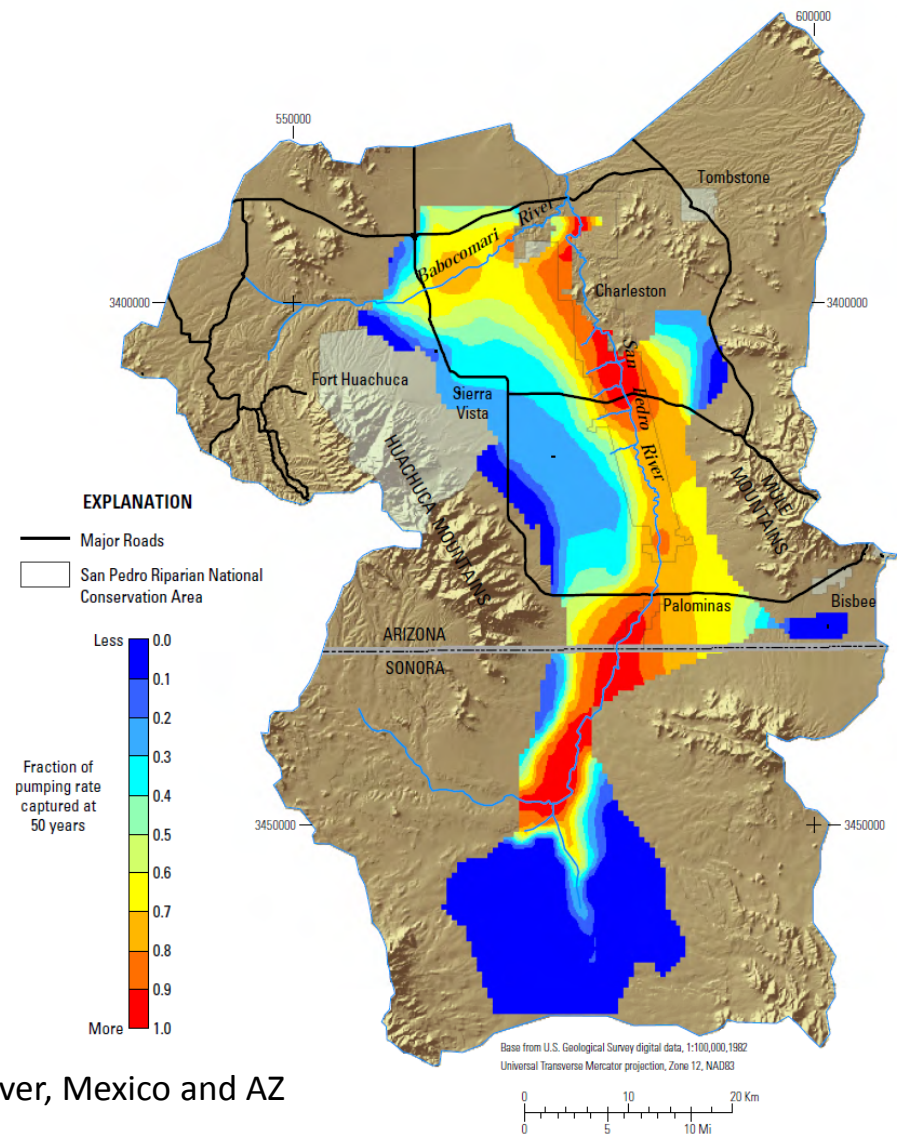 600000
550000
Tombstone
Babocomari River
3400000
Charleston
3400000
San Pedro River
Fort Huachuca
Sierra
Vista
HUACHUCA MOUNTAINS
MULE
MOUNTAINS
EXPLANATION
Major Roads
San Pedro Riparian National
Conservation Area
Palominas
Bisbee
ARIZONA
SONORA
Less
0.0
0.1
0.2
0.3
Fraction of
pumping rate
captured at
50 years
0.4
0.5
0.6
0.7
0.8
0.9
More
1.0
3450000
3450000
Base from U.S. Geological Survey digital data, 1:100,000,1982
Universal Transverse Mercator projection, Zone 12, NAD83
ver, Mexico and AZ
0 10 20 Km
0 5 10 Mi